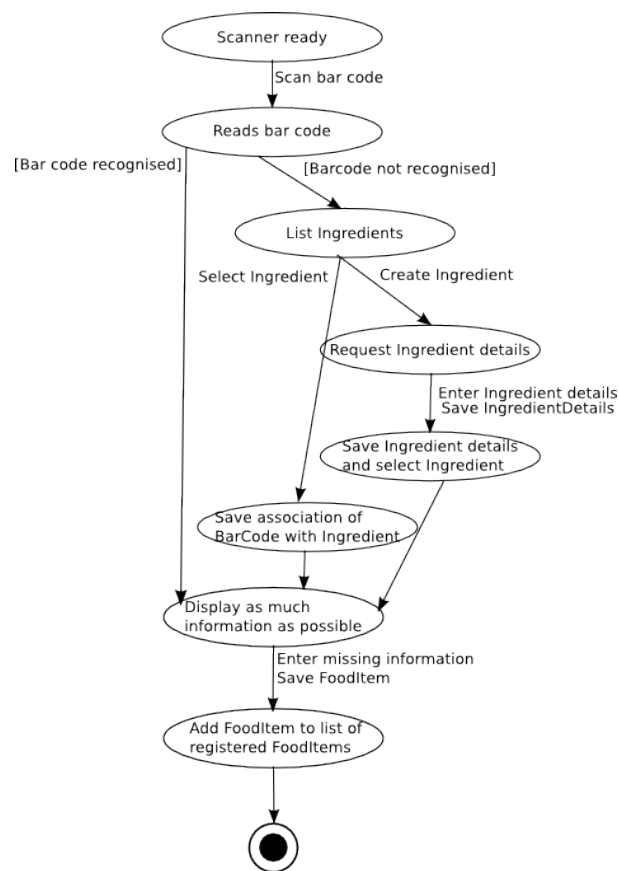 Scanner ready
Scan bar code
Reads bar code
[Bar code recognised]
[Barcode not recognised]
List Ingredients
Select Ingredient
Create Ingredient
Request Ingredient details
Enter Ingredient details
Save IngredientDetails
Save Ingredient details
and select Ingredient
Save association of
BarCode with Ingredient
Display as much
information as possible
Enter missing information
Save FoodItem
Add FoodItem to list of
registered FoodItems